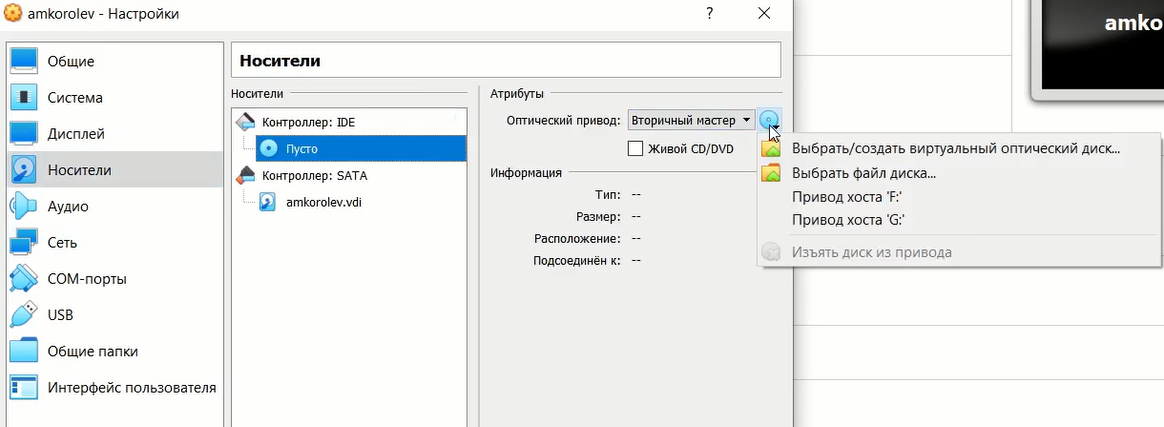 amkorolev - Настройки
?
amko
Общие
Система
Дисплей
Носители
Аудио
Сеть
COM-порты
USB
Общие папки
Интерфейс пользователя
Носители
Носители
Контроллер: IDE
Пусто
Контроллер: SATA
amkorolev.vdi
Атрибуты
Оптический привод: Вторичный мастер
Живой CD/DVD
Информация
Тип: --
Размер: --
Расположение: --
Подсоединён к: --
Выбрать/создать виртуальный оптический диск...
Выбрать файл диска...
Привод хоста 'F:'
Привод хоста 'G:'
Изъять диск из привода